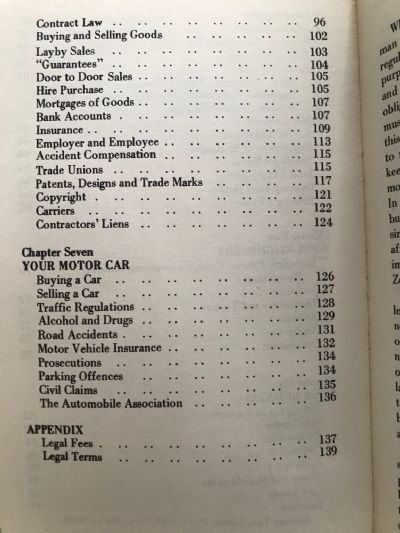 Contract Law .. .. .. .. .. .. 96
Buying and Selling Goods .. .. .. .. 102
Layby Sales .. .. .. .. .. .. 103
"Guarantees" .. .. .. .. .. .. 104
Door to Door Sales .. .. .. .. .. 105
Hire Purchase .. .. .. .. .. .. 105
Mortgages of Goods .. .. .. .. .. 107
Bank Accounts .. .. .. .. .. .. 107
Insurance .. .. .. .. .. .. .. 109
Employer and Employee .. .. .. .. .. 113
Accident Compensation .. .. .. .. .. 115
Trade Unions .. .. .. .. .. .. 115
Patents, Designs and Trade Marks .. .. .. 117
Copyright .. .. .. .. .. .. .. 121
Carriers .. .. .. .. .. .. .. 122
Contractors' Liens .. .. .. .. .. 124
Chapter Seven
YOUR MOTOR CAR
Buying a Car .. .. .. .. .. .. 126
Selling a Car .. .. .. .. .. .. 127
Traffic Regulations .. .. .. .. .. 128
Alcohol and Drugs .. .. .. .. .. 129
Road Accidents . .. .. .. .. .. 131
Motor Vehicle Insurance .. .. .. .. .. 132
Prosecutions .. .. .. .. .. .. 134
Parking Offences .. .. .. .. .. 134
Civil Claims .. .. .. .. .. .. 135
The Automobile Association .. .. .. .. 136
APPENDIX
Legal Fees . .. .. .. .. .. .. 137
Legal Terms .. .. .. .. .. .. 139